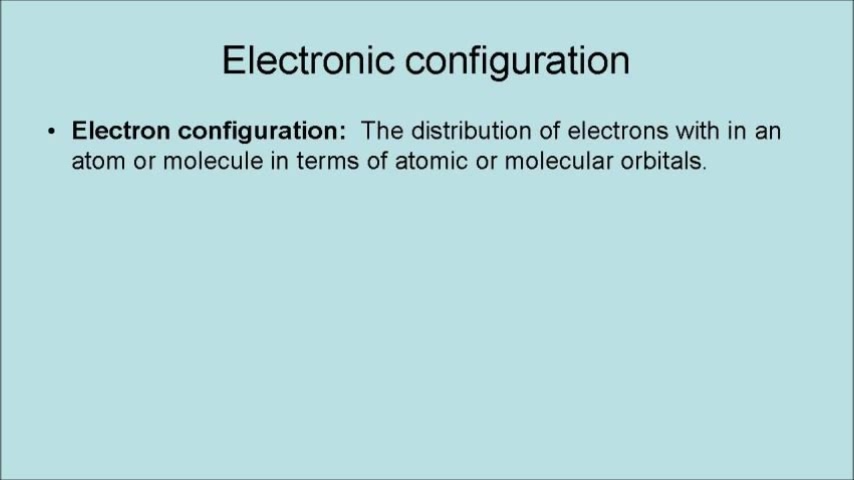 Electronic configuration
• Electron configuration: The distribution of electrons with in an
atom or molecule in terms of atomic or molecular orbitals.